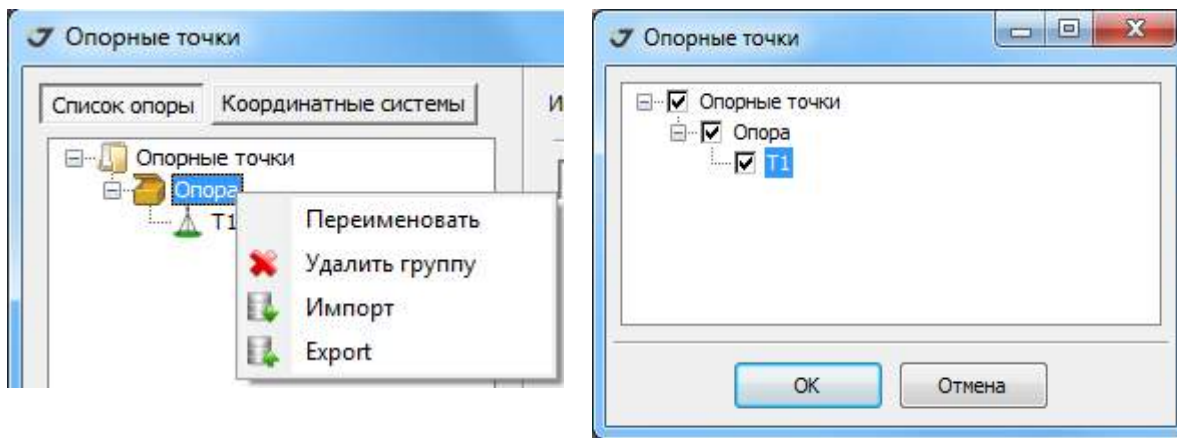 Опорные точки
Список опоры Координатные системы И
Опорные точки
Опора
T1
Переименовать
Удалить группу
Импорт
Export
Опорные точки
Опорные точки
Опора
T1
OK Отмена